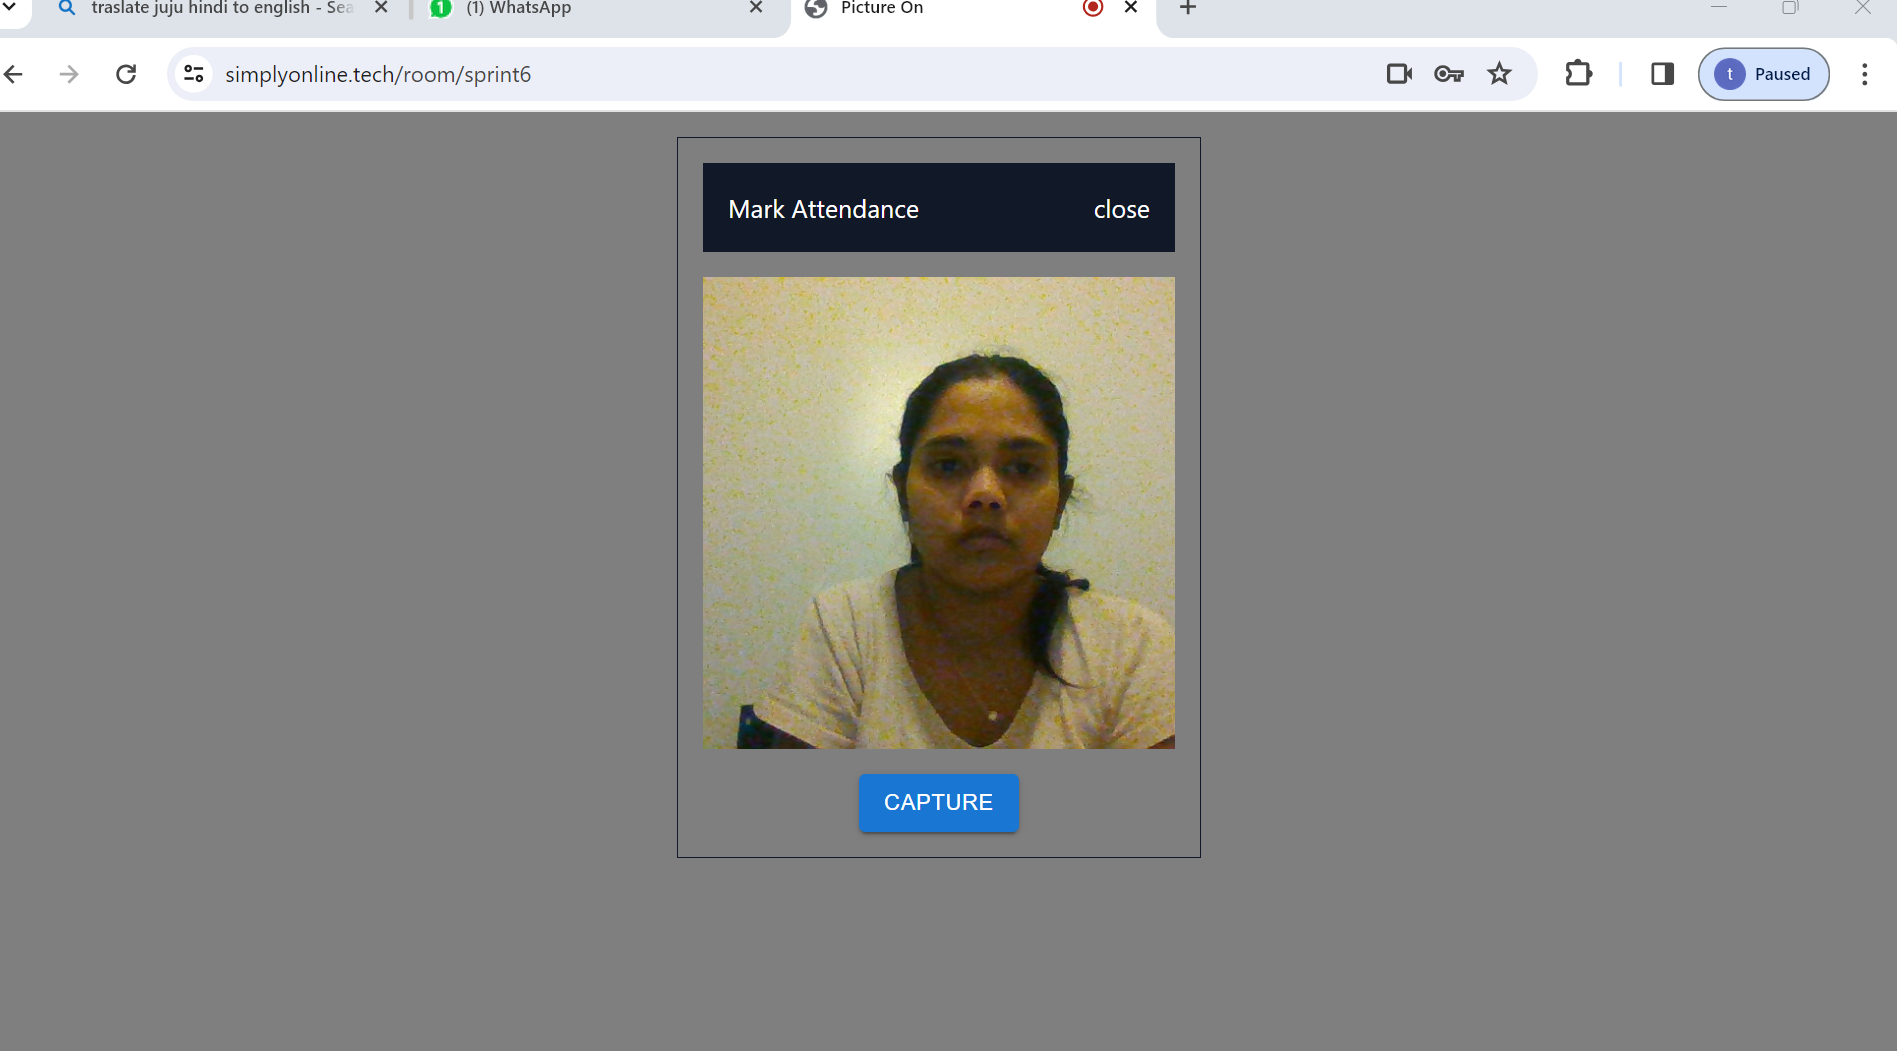 traslate juju hindi to english - Sea
1
(1) WhatsApp
Picture On
simplyonline.tech/room/sprint6
t
Paused
Mark Attendance
close
CAPTURE